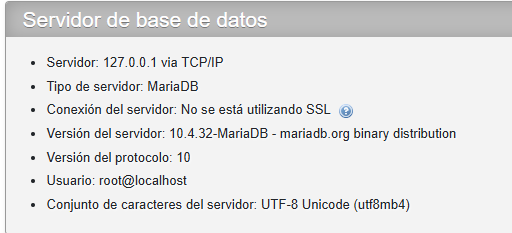 Servidor de base de datos
Servidor: 127.0.0.1 via TCP/IP
Tipo de servidor: MariaDB
Conexión del servidor: No se está utilizando SSL
Versión del servidor: 10.4.32-MariaDB - mariadb.org binary distribution
Versión del protocolo: 10
Usuario: root@localhost
Conjunto de caracteres del servidor: UTF-8 Unicode (utf8mb4)